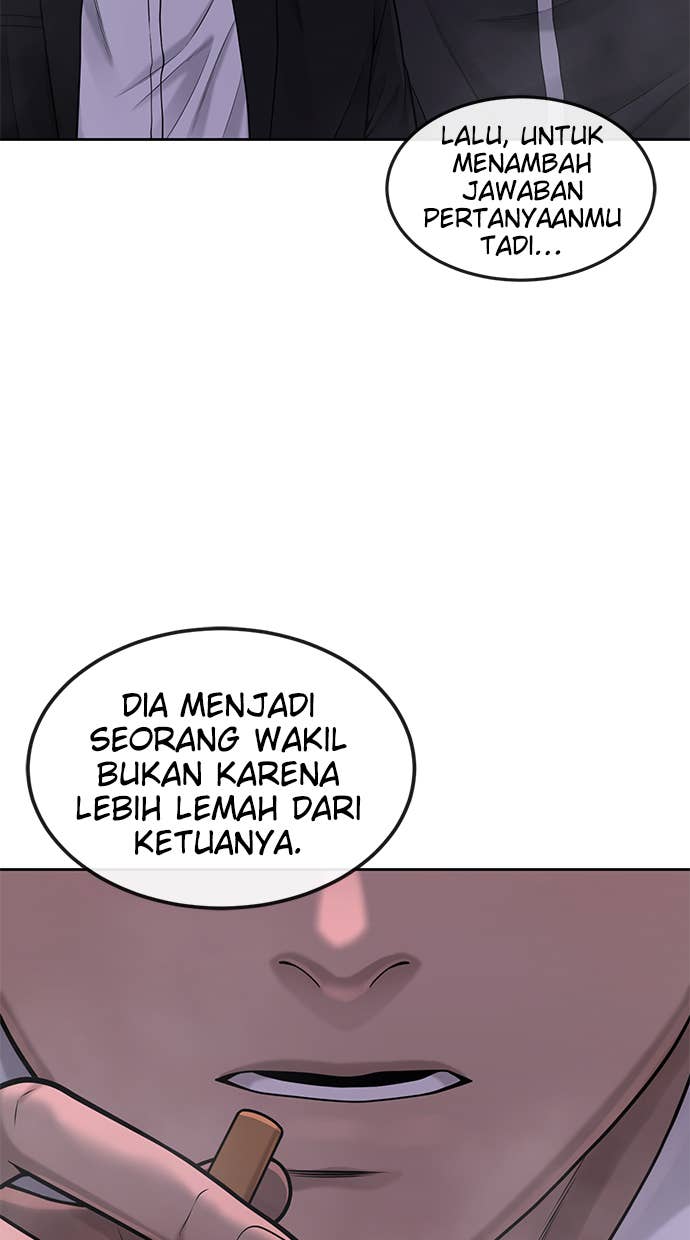 LALU, UNTUK
MENAMBAH
JAWABAN
PERTANYAANMU
TADI...
DIA MENJADI
SEORANG WAKIL
BUKAN KARENA
LEBIH LEMAH DARI
KETUANYA.